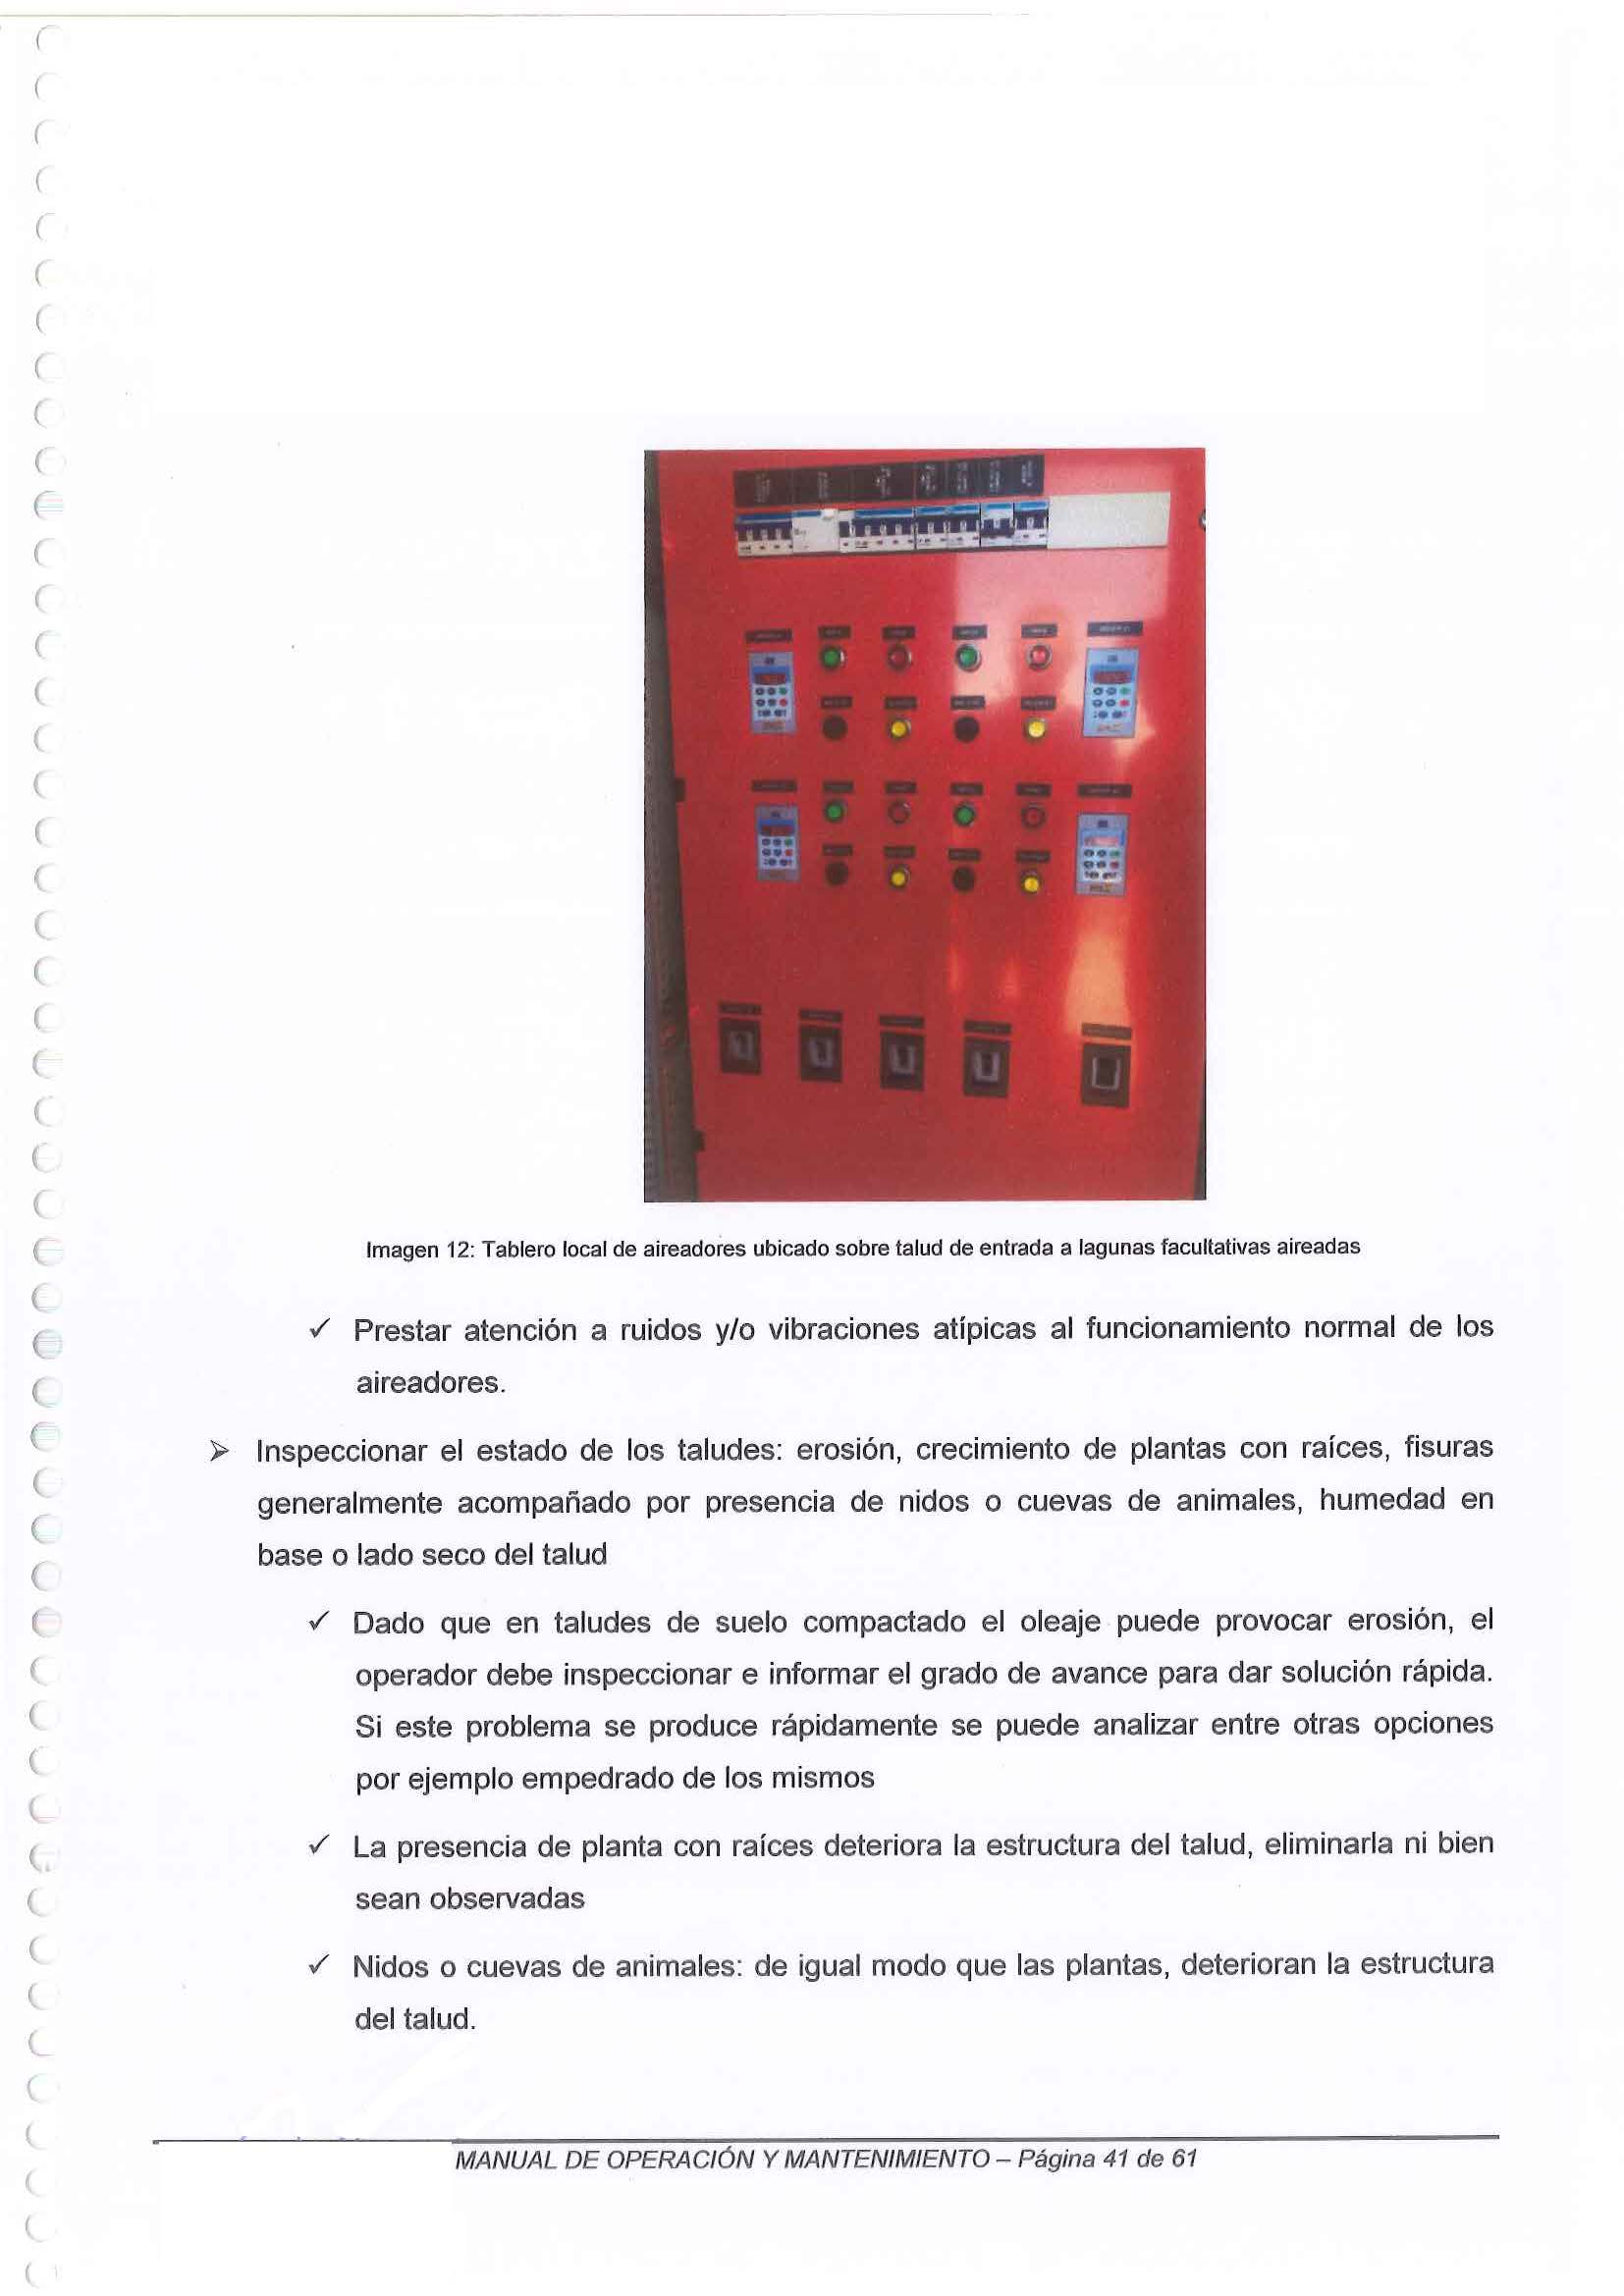 Imagen 12: Tablero local de aireadores ubicado sobre talud de entrada a lagunas facultativas aireadas
✓ Prestar atención a ruidos y/o vibraciones atípicas al funcionamiento normal de los
aireadores.
➢ Inspeccionar el estado de los taludes: erosión, crecimiento de plantas con raíces, fisuras
generalmente acompañado por presencia de nidos o cuevas de animales, humedad en
base o lado seco del talud
✓ Dado que en taludes de suelo compactado el oleaje puede provocar erosión, el
operador debe inspeccionar e informar el grado de avance para dar solución rápida.
Si este problema se produce rápidamente se puede analizar entre otras opciones
por ejemplo empedrado de los mismos
✓ La presencia de planta con raíces deteriora la estructura del talud, eliminarla ni bien
sean observadas
✓ Nidos o cuevas de animales: de igual modo que las plantas, deterioran la estructura
del talud.
MANUAL DE OPERACIÓN Y MANTENIMIENTO – Página 41 de 61